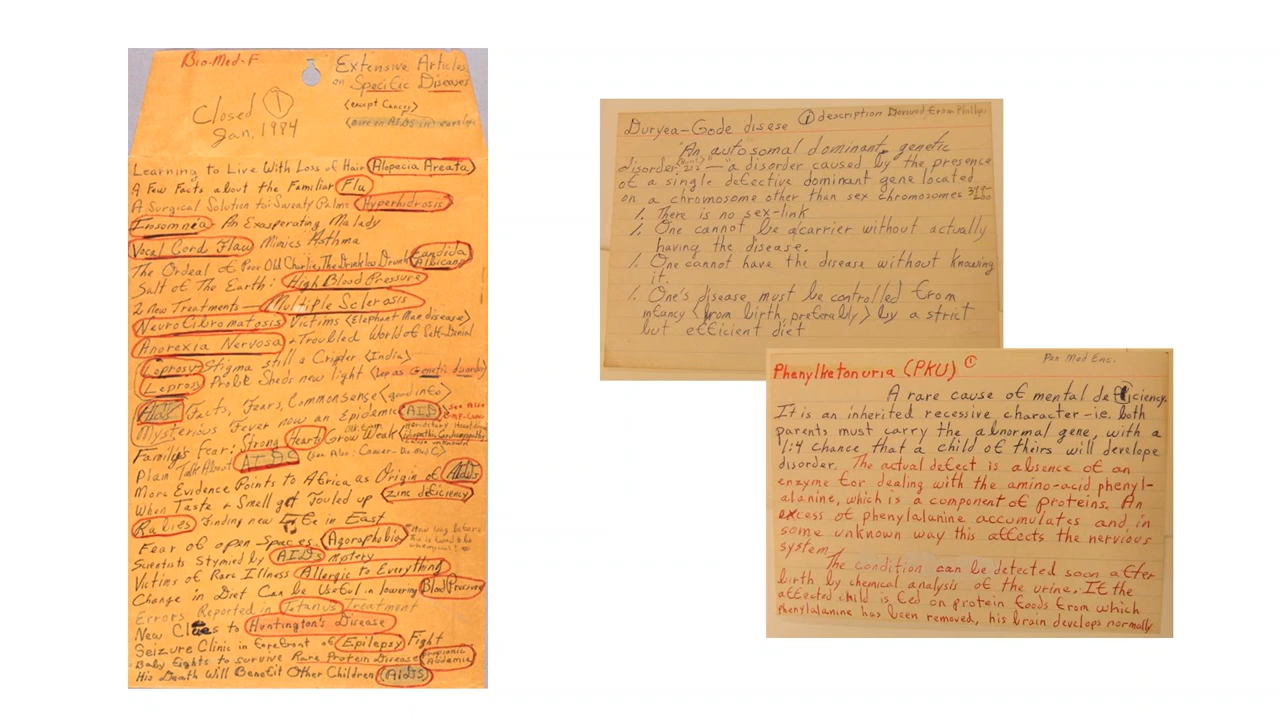 Bio-Med-F
Extensive Articles
on Specific Diseases
<except Cancer>
Closed ①
Jan. 1984
Learning to Live With Loss of Hair Alopecia Areata
A Few Facts about the Familiar Flu
A Surgical Solution to Sweaty Palms Hyperhidrosis
Insomnia An Exasperating Malady
Vocal Cord Flaw Mimics Asthma
The Ordeal of Poor Old Charlie, The Drinkless Drunk Candida Albicans
Salt of The Earth: High Blood Pressure
2 New Treatments — Multiple Sclerosis
Neurofibromatosis Victims <Elephant Man disease>
Anorexia Nervosa + Troubled World of Self-Denial
Leprosy Stigma still a Cripler <India>
Leprosy Probe Sheds new light
AIDS Facts, Fears, Commonsense <good info>
Mysterious Fever now an Epidemic AIDS See Also
Family's Fear: Strong Heart Grow Weak
Plain Talk About AIDS
More Evidence Points to Africa as Origin of AIDS
When Taste + Smell get fouled up zinc deficiency
Rabies Finding new Life in East
Fear of open Spaces Agoraphobia
Scientists Stymied by AIDS mystery
Victims of Rare Illness Allergic to Everything
Change in Diet Can be Useful in lowering Blood Pressure
Errors Reported in Tetanus Treatment
New Clues to Huntington's Disease
Seizure Clinic in forefront of Epilepsy Fight
Baby fights to survive Rare Protein Disease Propionic Acidemia
His Death Will Benefit Other Children AIDS
Duryea-Gode disese ① description Derived from Phillips
"An autosomal dominant genetic
disorder" — "a disorder caused by the presence
of a single defective dominant gene located
on a chromosome other than sex chromosomes
1. There is no sex-link
1. One cannot be a carrier without actually
having the disease.
1. One cannot have the disease without knowing
it.
1. One's disease must be controlled from
infancy <from birth, preferably> by a strict
but efficient diet
Phenylketonuria (PKU) ① Pan Med Enc.
A rare cause of mental deficiency.
It is an inherited recessive character - i.e. both
parents must carry the abnormal gene, with a
1:4 chance that a child of theirs will develope
disorder. The actual defect is absence of an
enzyme for dealing with the amino-acid phenyl-
alanine, which is a component of proteins. An
excess of phenylalanine accumulates and in
some unknown way this affects the nervous
system.
The condition can be detected soon after
birth by chemical analysis of the urine. If the
affected child is fed on protein foods from which
phenylalanine has been removed, his brain develops normally